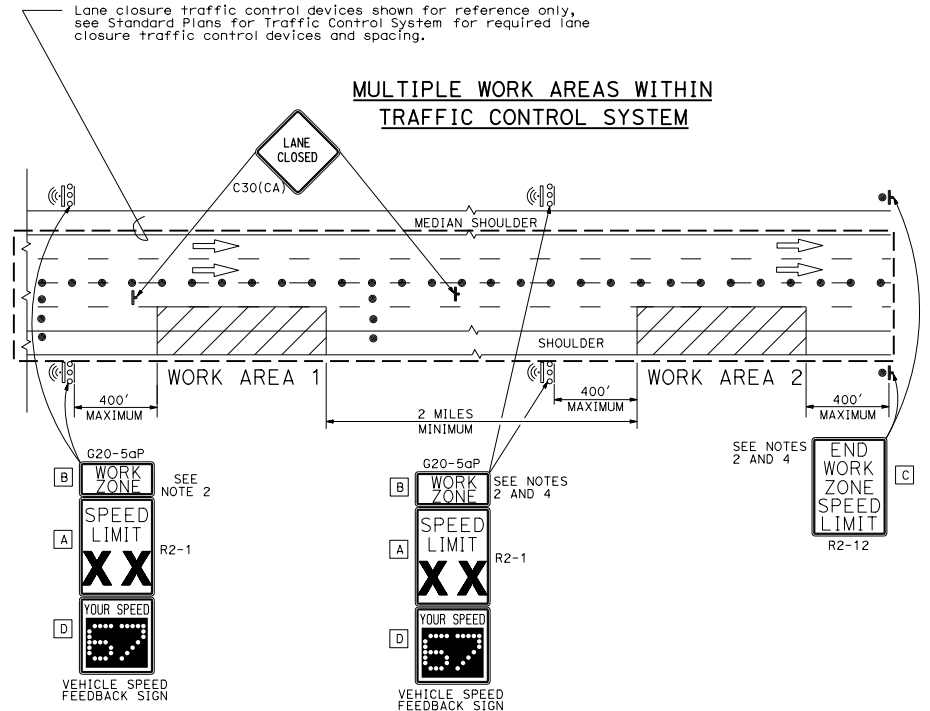 Lane closure traffic control devices shown for reference only,
see Standard Plans for Traffic Control System for required lane
closure traffic control devices and spacing.
MULTIPLE WORK AREAS WITHIN
TRAFFIC CONTROL SYSTEM
LANE
CLOSED
C30(CA)
MEDIAN SHOULDER
SHOULDER
WORK AREA 1
WORK AREA 2
400'
MAXIMUM
2 MILES
MINIMUM
400'
MAXIMUM
400'
MAXIMUM
G20-5aP
B
WORK
ZONE
SEE
NOTE 2
A
SPEED
LIMIT
XX
R2-1
D
YOUR SPEED
67
VEHICLE SPEED
FEEDBACK SIGN
G20-5aP
B
WORK
ZONE
SEE NOTES
2 AND 4
A
SPEED
LIMIT
XX
R2-1
D
YOUR SPEED
67
VEHICLE SPEED
FEEDBACK SIGN
SEE NOTES
2 AND 4
END
WORK
ZONE
SPEED
LIMIT
C
R2-12